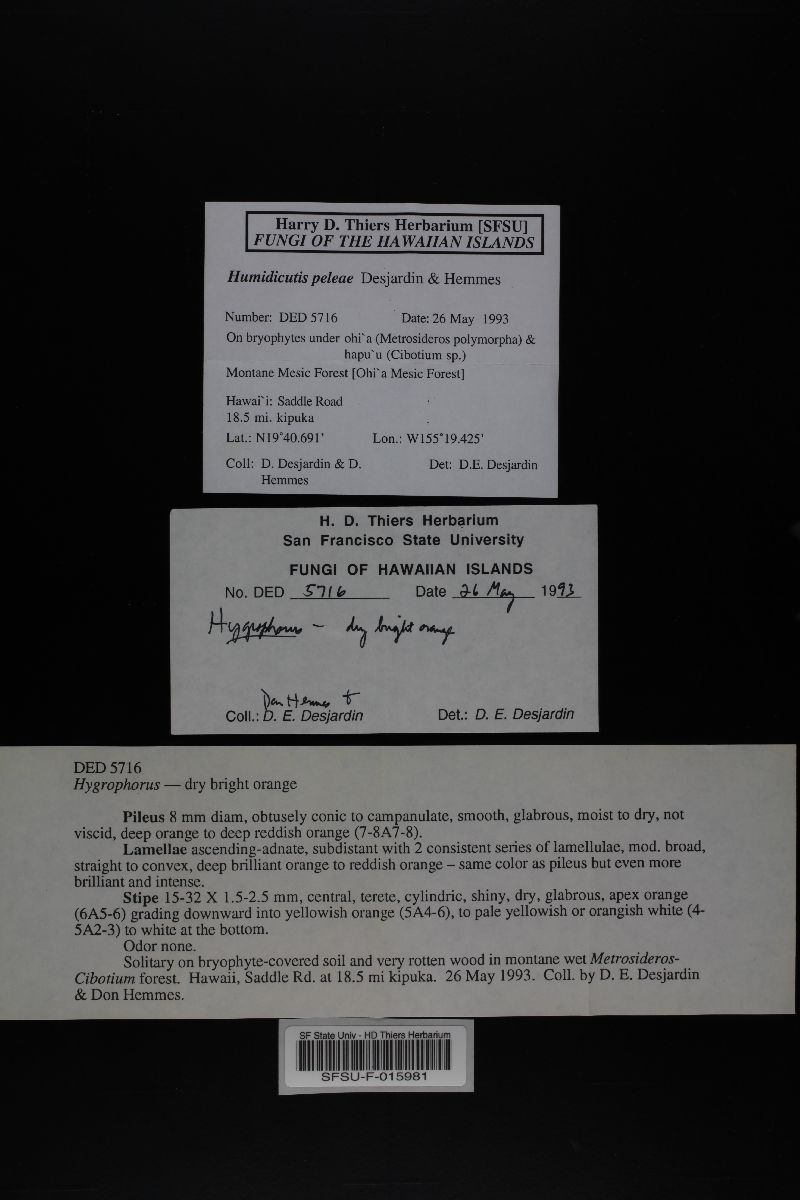 Harry D. Thiers Herbarium [SFSU]
FUNGI OF THE HAWAIIAN ISLANDS
Humidicutis peleae Desjardin & Hemmes
Number: DED 5716 Date: 26 May 1993
On bryophytes under ohi`a (Metrosideros polymorpha) &
hapu`u (Cibotium sp.)
Montane Mesic Forest [Ohi`a Mesic Forest]
Hawai`i: Saddle Road
18.5 mi. kipuka
Lat.: N19°40.691' Lon.: W155°19.425'
Coll: D. Desjardin & D. Det: D.E. Desjardin
Hemmes
H. D. Thiers Herbarium
San Francisco State University
FUNGI OF HAWAIIAN ISLANDS
No. DED 5716 Date 26 May 1993
Hygrophorus – dry bright orange
Don Hemmes &
Coll.: D. E. Desjardin Det.: D. E. Desjardin
DED 5716
Hygrophorus — dry bright orange
Pileus 8 mm diam, obtusely conic to campanulate, smooth, glabrous, moist to dry, not
viscid, deep orange to deep reddish orange (7-8A7-8).
Lamellae ascending-adnate, subdistant with 2 consistent series of lamellulae, mod. broad,
straight to convex, deep brilliant orange to reddish orange – same color as pileus but even more
brilliant and intense.
Stipe 15-32 X 1.5-2.5 mm, central, terete, cylindric, shiny, dry, glabrous, apex orange
(6A5-6) grading downward into yellowish orange (5A4-6), to pale yellowish or orangish white (4-
5A2-3) to white at the bottom.
Odor none.
Solitary on bryophyte-covered soil and very rotten wood in montane wet Metrosideros-
Cibotium forest. Hawaii, Saddle Rd. at 18.5 mi kipuka. 26 May 1993. Coll. by D. E. Desjardin
& Don Hemmes.
SF State Univ - HD Thiers Herbarium
SFSU-F-015981